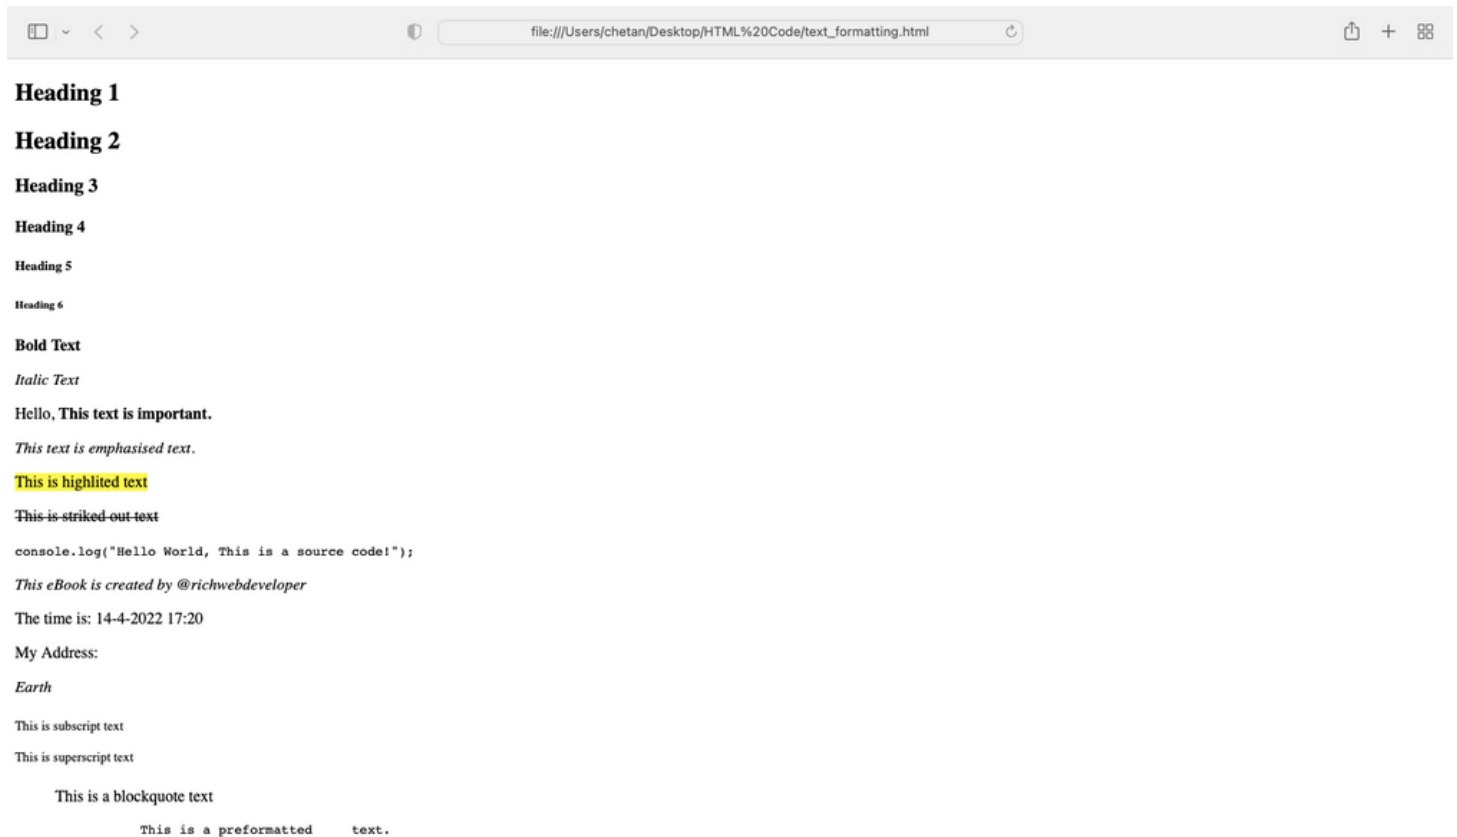 file:///Users/chetan/Desktop/HTML%20Code/text_formatting.html
Heading 1
Heading 2
Heading 3
Heading 4
Heading 5
Heading 6
Bold Text
Italic Text
Hello, This text is important.
This text is emphasised text.
This is highlited text
This is striked out text
console.log("Hello World, This is a source code!");
This eBook is created by @richwebdeveloper
The time is: 14-4-2022 17:20
My Address:
Earth
This is subscript text
This is superscript text
This is a blockquote text
This is a preformatted    text.